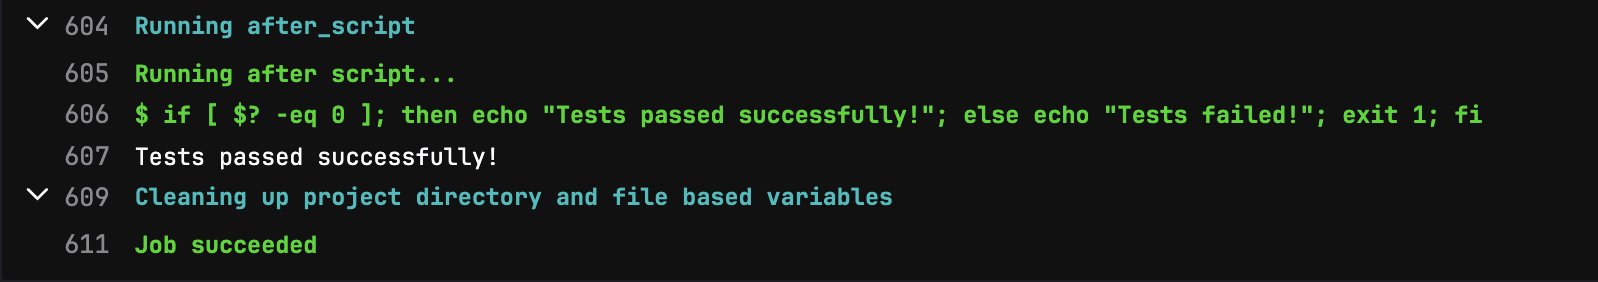 604 Running after_script
605 Running after script...
606 $ if [ $? -eq 0 ]; then echo "Tests passed successfully!"; else echo "Tests failed!"; exit 1; fi
607 Tests passed successfully!
609 Cleaning up project directory and file based variables
611 Job succeeded